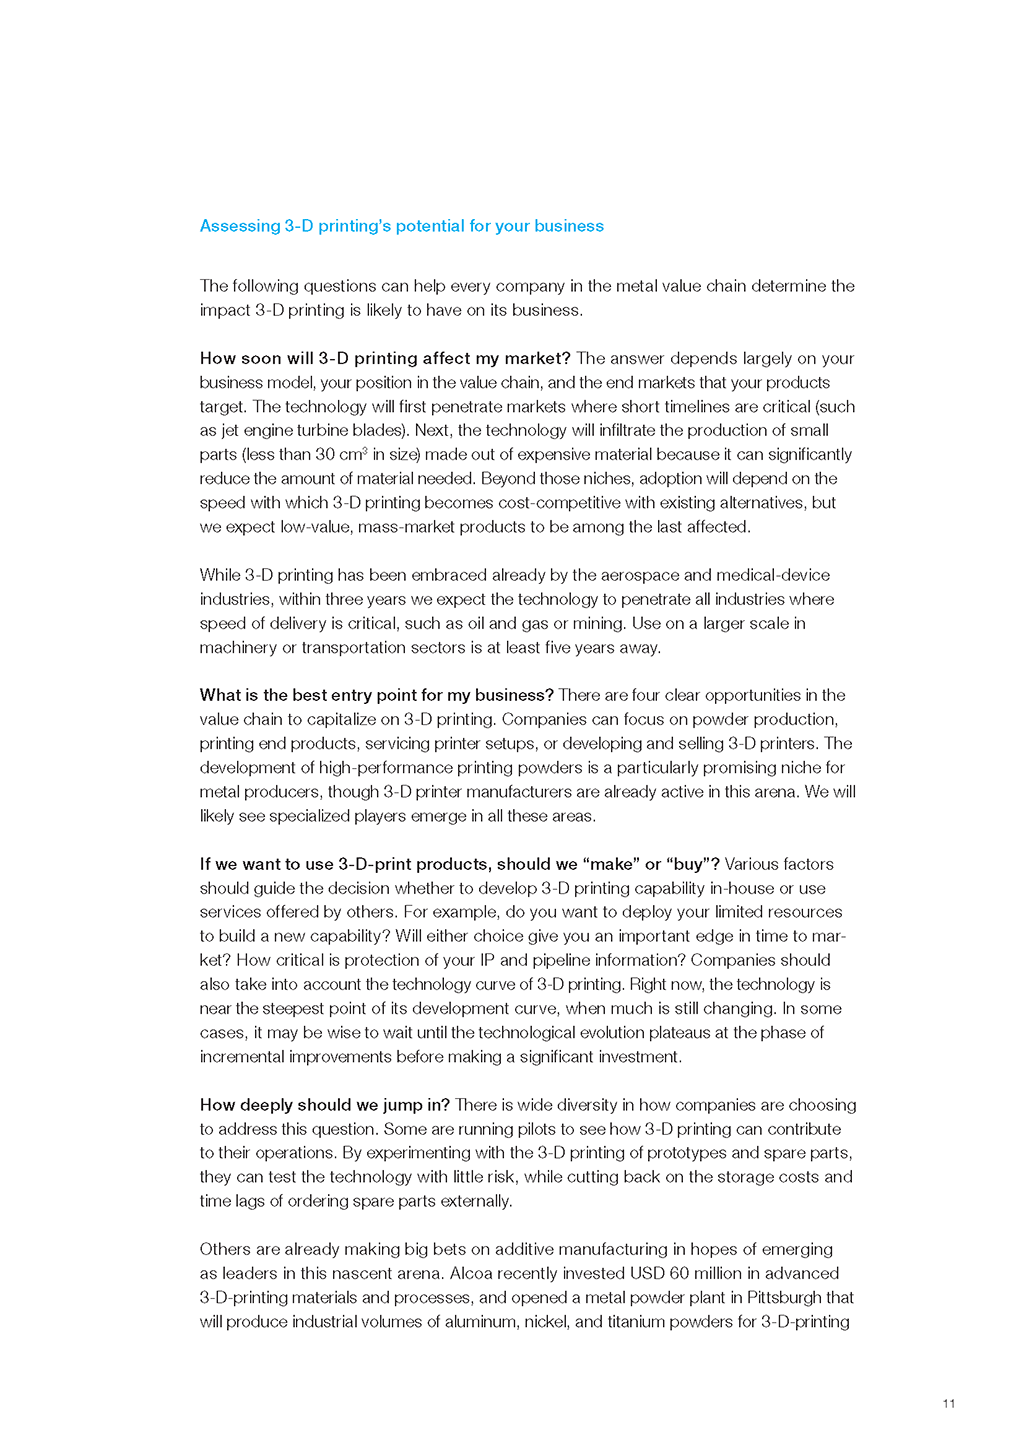 Assessing 3-D printing’s potential for your business
The following questions can help every company in the metal value chain determine the
impact 3-D printing is likely to have on its business.
How soon will 3-D printing affect my market? The answer depends largely on your
business model, your position in the value chain, and the end markets that your products
target. The technology will first penetrate markets where short timelines are critical (such
as jet engine turbine blades). Next, the technology will infiltrate the production of small
parts (less than 30 cm³ in size) made out of expensive material because it can significantly
reduce the amount of material needed. Beyond those niches, adoption will depend on the
speed with which 3-D printing becomes cost-competitive with existing alternatives, but
we expect low-value, mass-market products to be among the last affected.
While 3-D printing has been embraced already by the aerospace and medical-device
industries, within three years we expect the technology to penetrate all industries where
speed of delivery is critical, such as oil and gas or mining. Use on a larger scale in
machinery or transportation sectors is at least five years away.
What is the best entry point for my business? There are four clear opportunities in the
value chain to capitalize on 3-D printing. Companies can focus on powder production,
printing end products, servicing printer setups, or developing and selling 3-D printers. The
development of high-performance printing powders is a particularly promising niche for
metal producers, though 3-D printer manufacturers are already active in this arena. We will
likely see specialized players emerge in all these areas.
If we want to use 3-D-print products, should we “make” or “buy”? Various factors
should guide the decision whether to develop 3-D printing capability in-house or use
services offered by others. For example, do you want to deploy your limited resources
to build a new capability? Will either choice give you an important edge in time to mar-
ket? How critical is protection of your IP and pipeline information? Companies should
also take into account the technology curve of 3-D printing. Right now, the technology is
near the steepest point of its development curve, when much is still changing. In some
cases, it may be wise to wait until the technological evolution plateaus at the phase of
incremental improvements before making a significant investment.
How deeply should we jump in? There is wide diversity in how companies are choosing
to address this question. Some are running pilots to see how 3-D printing can contribute
to their operations. By experimenting with the 3-D printing of prototypes and spare parts,
they can test the technology with little risk, while cutting back on the storage costs and
time lags of ordering spare parts externally.
Others are already making big bets on additive manufacturing in hopes of emerging
as leaders in this nascent arena. Alcoa recently invested USD 60 million in advanced
3-D-printing materials and processes, and opened a metal powder plant in Pittsburgh that
will produce industrial volumes of aluminum, nickel, and titanium powders for 3-D-printing
11